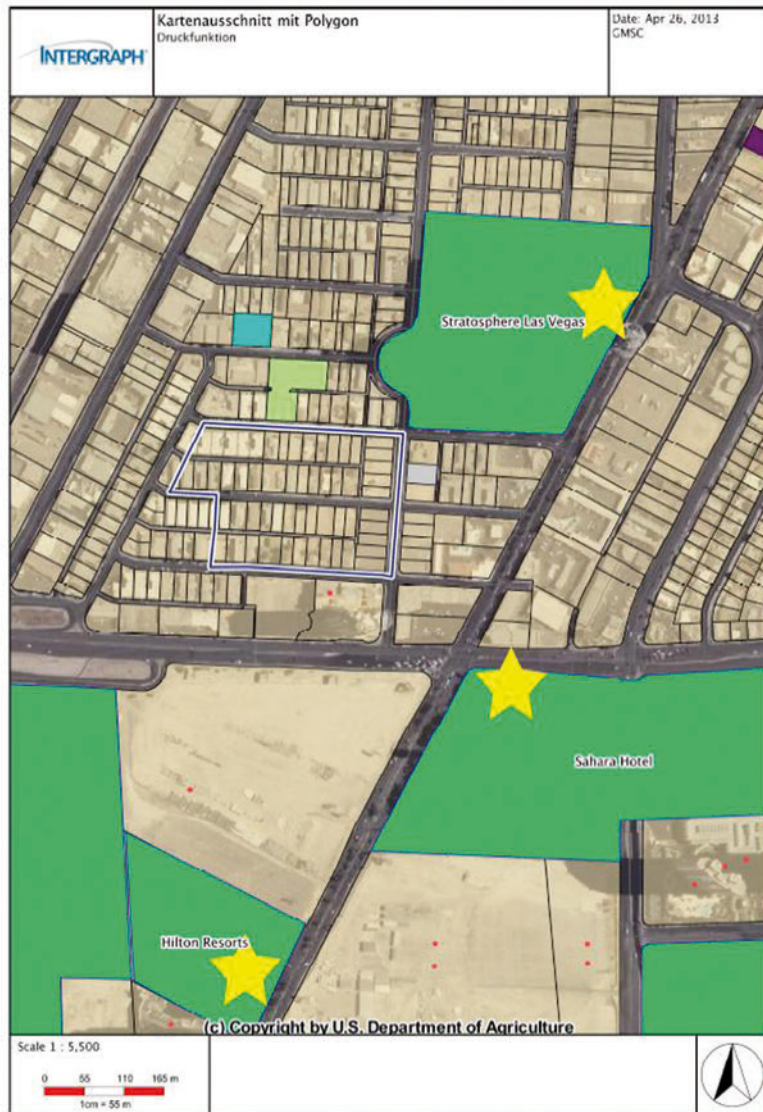 INTERGRAPH
Kartenausschnitt mit Polygon
Druckfunktion
Date: Apr 26, 2013
GMSC
Stratosphere Las Vegas
Sahara Hotel
Hilton Resorts
(c) Copyright by U.S. Department of Agriculture
Scale 1 : 5,500
0 55 110 165 m
1cm = 55 m